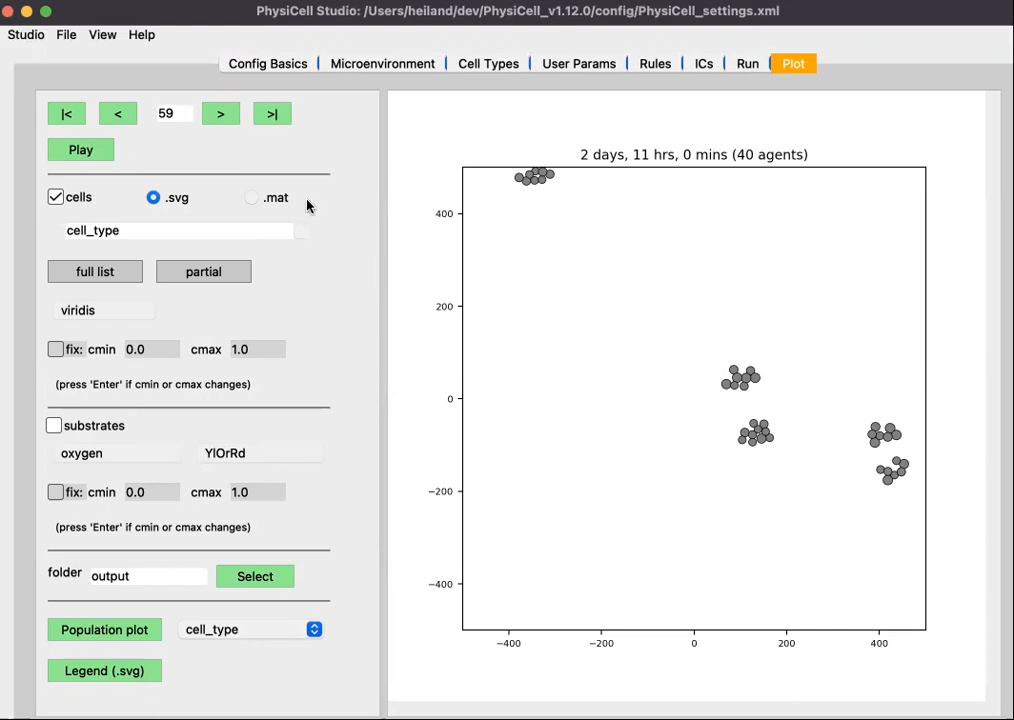 PhysiCell Studio: /Users/heiland/dev/PhysiCell_v1.12.0/config/PhysiCell_settings.xml
Studio File View Help
Config Basics Microenvironment Cell Types User Params Rules ICs Run Plot
|< < 59 > >|
Play
cells .svg .mat
cell_type
full list partial
viridis
fix: cmin 0.0 cmax 1.0
(press 'Enter' if cmin or cmax changes)
substrates
oxygen YlOrRd
fix: cmin 0.0 cmax 1.0
(press 'Enter' if cmin or cmax changes)
folder output Select
Population plot cell_type
Legend (.svg)
2 days, 11 hrs, 0 mins (40 agents)
400
200
0
−200
−400
−400 −200 0 200 400